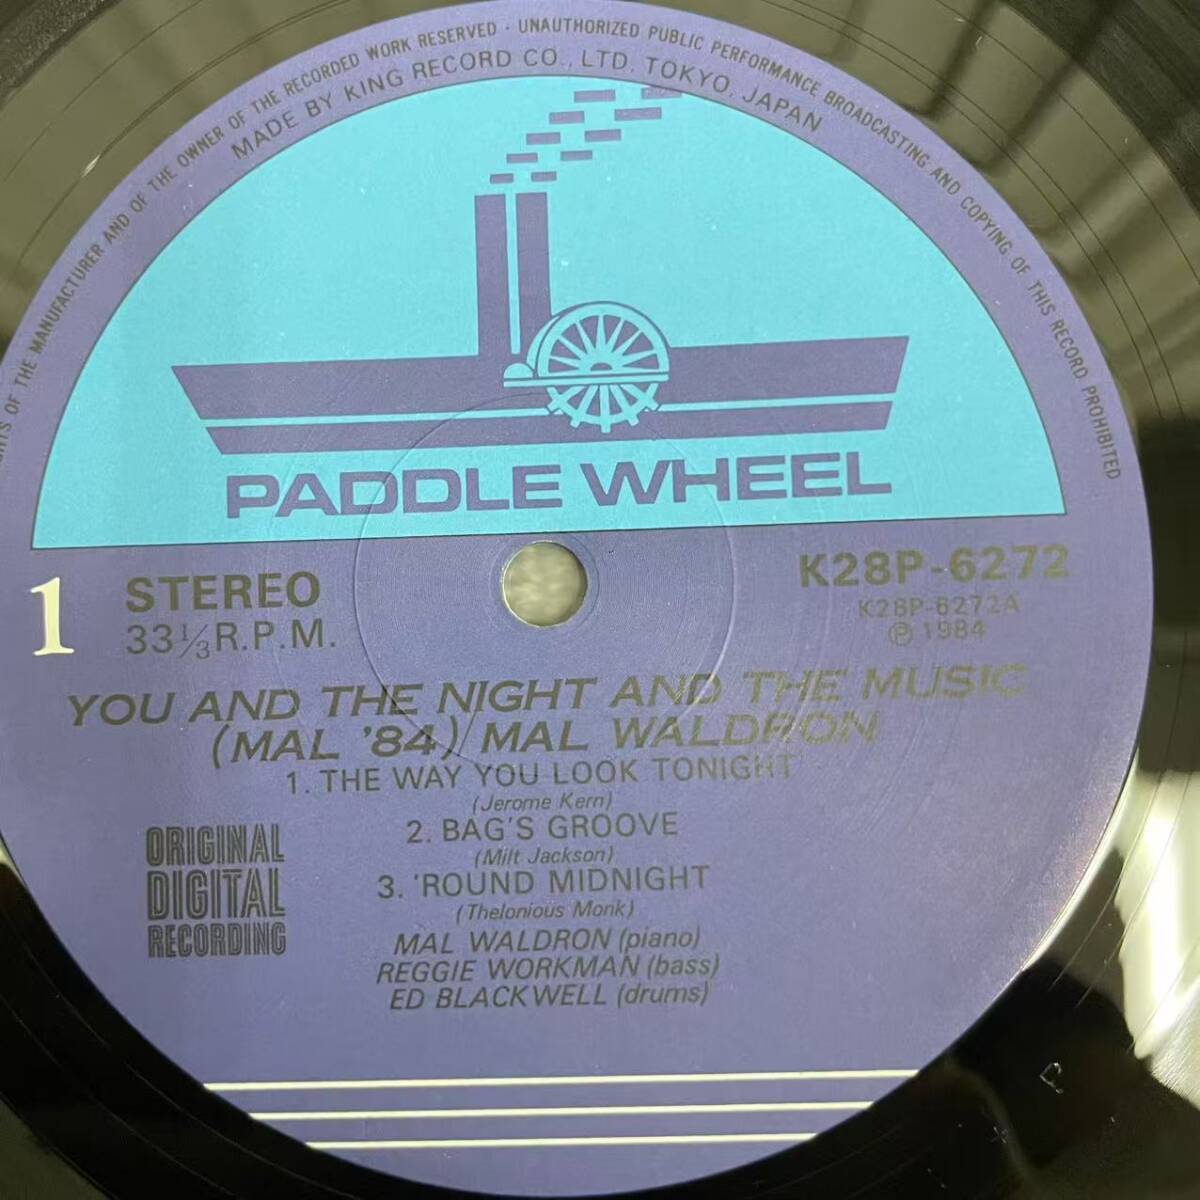 HTS OF THE MANUFACTURER AND OF THE OWNER OF THE RECORDED WORK RESERVED · UNAUTHORIZED PUBLIC PERFORMANCE BROADCASTING AND COPYING OF THIS RECORD PROHIBITED
MADE BY KING RECORD CO., LTD. TOKYO, JAPAN
PADDLE WHEEL
1
STEREO
33 1/3 R.P.M.
K28P-6272
K28P-6272A
Ⓟ 1984
YOU AND THE NIGHT AND THE MUSIC
(MAL '84) MAL WALDRON
1. THE WAY YOU LOOK TONIGHT
(Jerome Kern)
2. BAG'S GROOVE
(Milt Jackson)
3. 'ROUND MIDNIGHT
(Thelonious Monk)
MAL WALDRON (piano)
REGGIE WORKMAN (bass)
ED BLACKWELL (drums)
ORIGINAL
DIGITAL
RECORDING